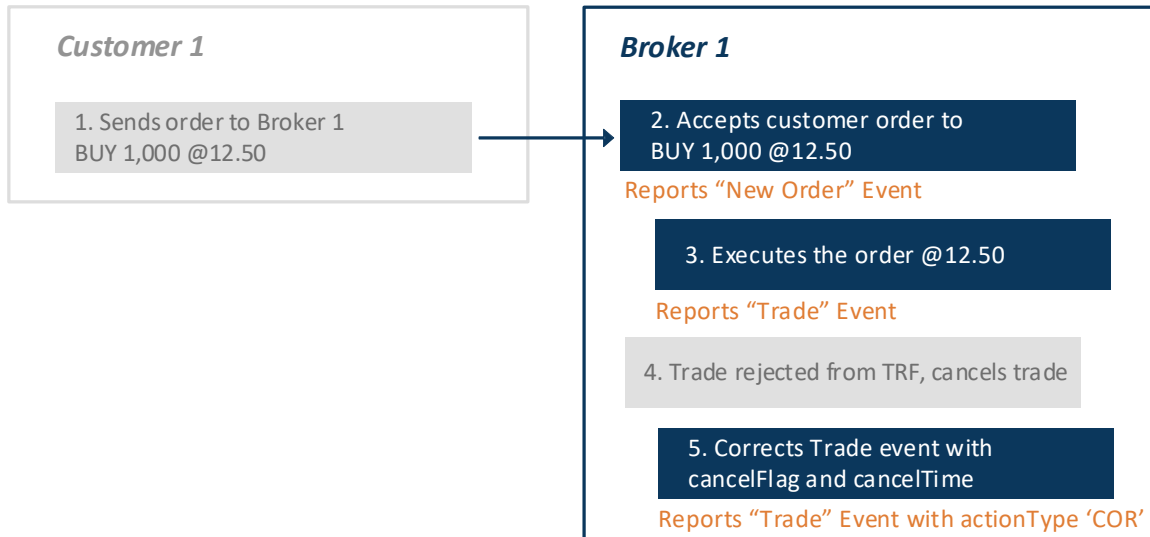 Customer 1
1. Sends order to Broker 1
BUY 1,000 @12.50
Broker 1
2. Accepts customer order to
BUY 1,000 @12.50
Reports “New Order” Event
3. Executes the order @12.50
Reports “Trade” Event
4. Trade rejected from TRF, cancels trade
5. Corrects Trade event with
cancelFlag and cancelTime
Reports “Trade” Event with actionType ‘COR’